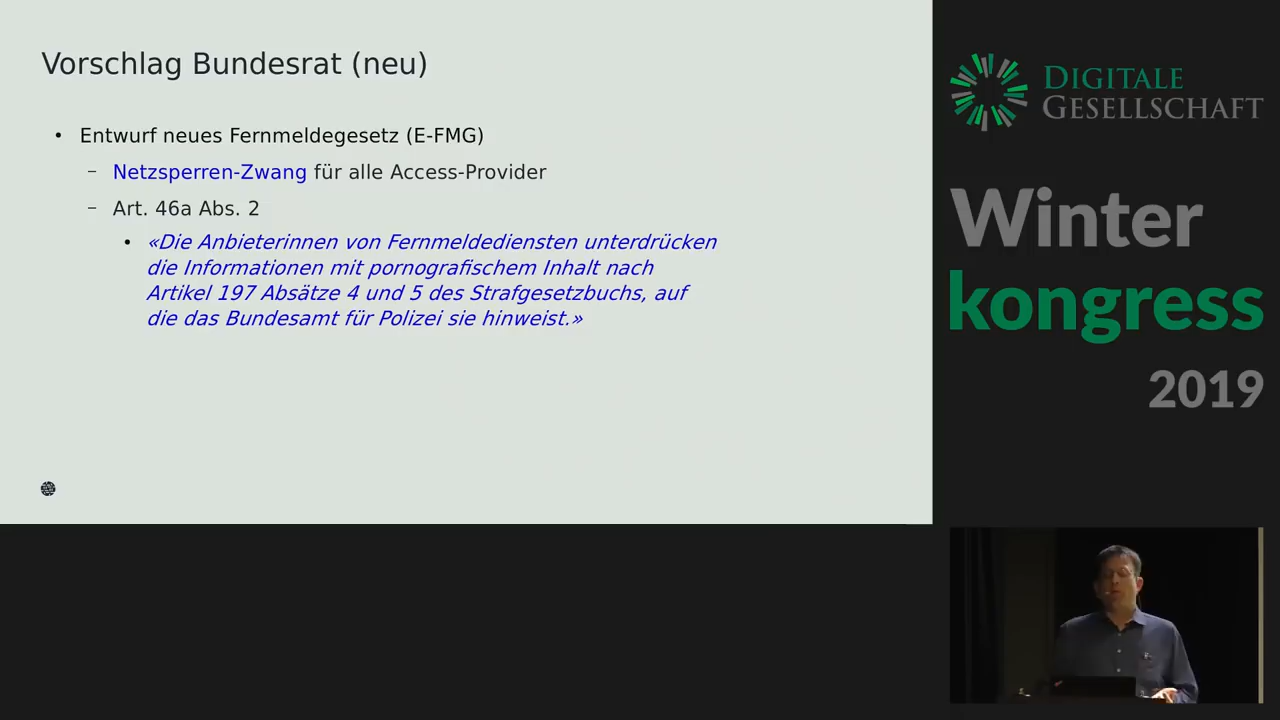 Vorschlag Bundesrat (neu)
• Entwurf neues Fernmeldegesetz (E-FMG)
– Netzsperren-Zwang für alle Access-Provider
– Art. 46a Abs. 2
• «Die Anbieterinnen von Fernmeldediensten unterdrücken
die Informationen mit pornografischem Inhalt nach
Artikel 197 Absätze 4 und 5 des Strafgesetzbuchs, auf
die das Bundesamt für Polizei sie hinweist.»
DIGITALE
GESELLSCHAFT
Winter
kongress
2019